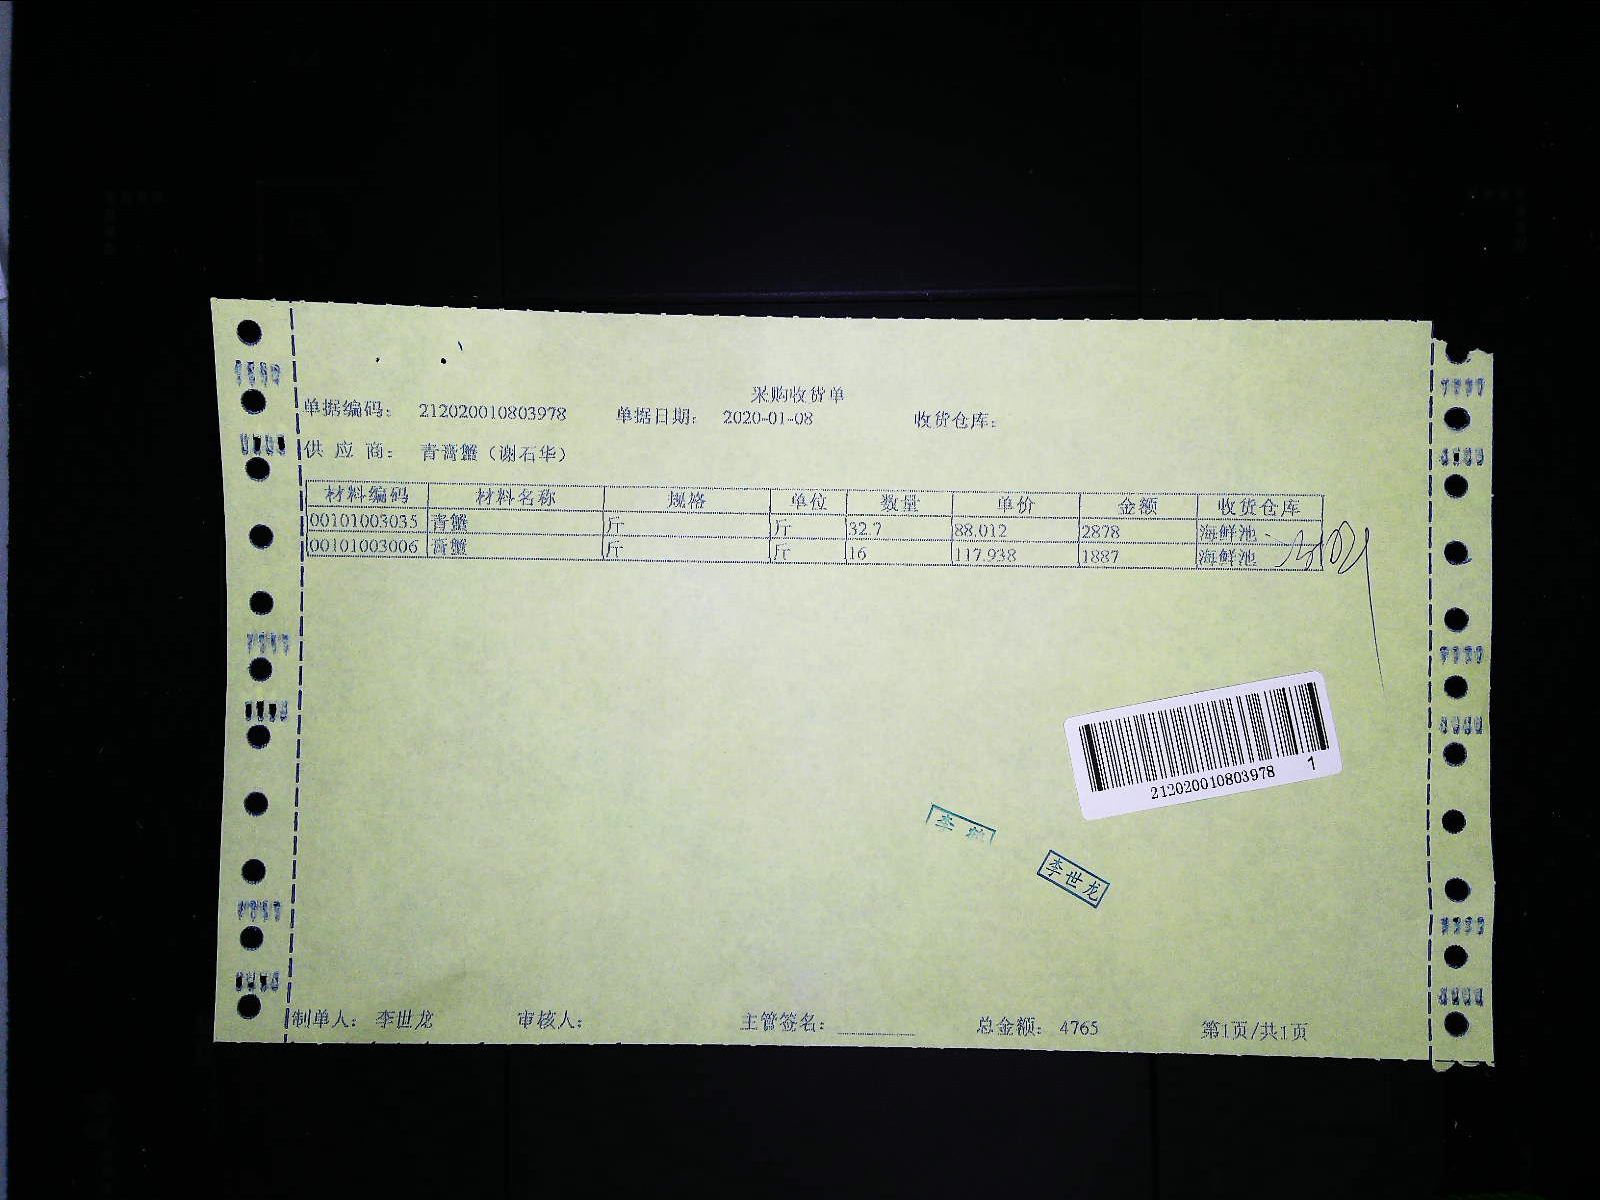 采购收货单
单据编码： 212020010803978 单据日期： 2020-01-08 收货仓库：
供 应 商： 青膏蟹（谢石华）
材料编码 材料名称 规格 单位 数量 单价 金额 收货仓库
00101003035 青蟹 斤 斤 32.7 88.012 2878 海鲜池
00101003006 膏蟹 斤 斤 16 117.938 1887 海鲜池
212020010803978 1
李世龙
制单人： 李世龙 审核人： 主管签名： 总金额： 4765 第1页/共1页